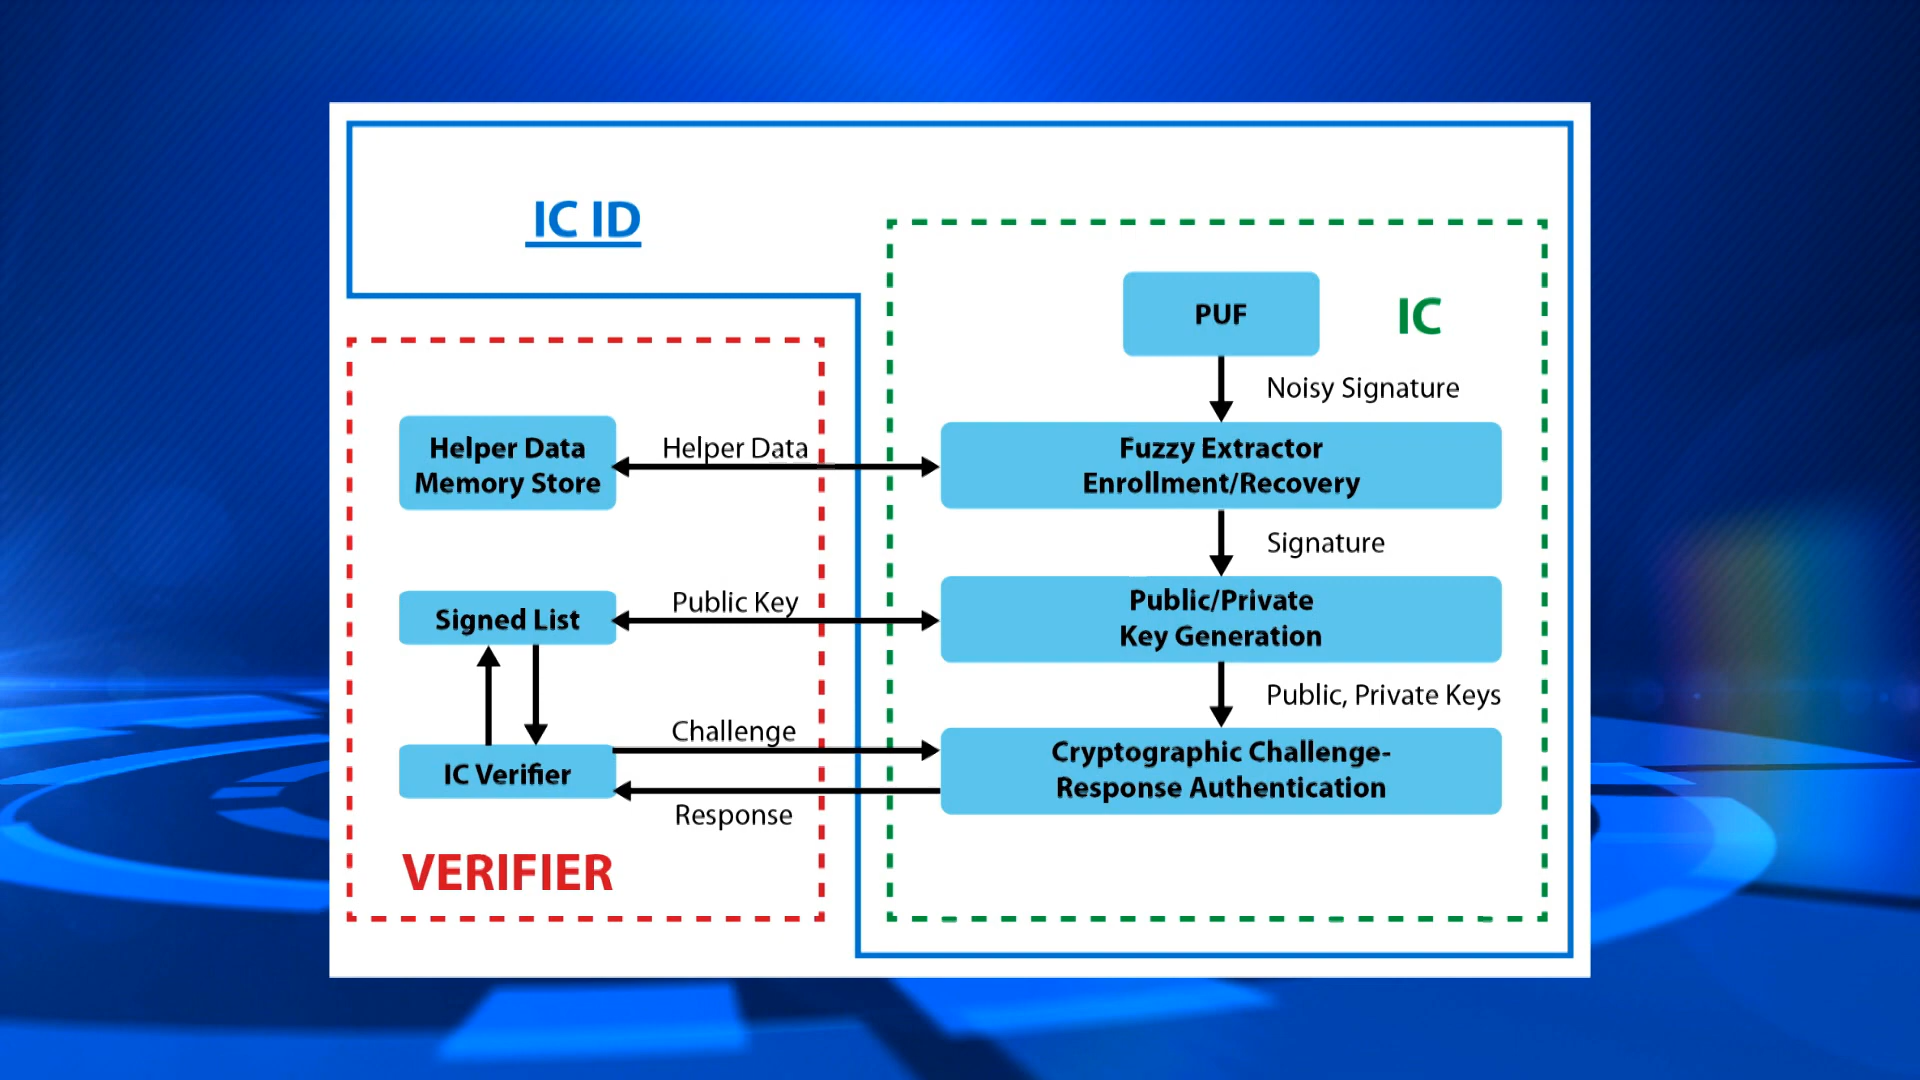 IC ID
PUF
IC
Noisy Signature
Helper Data
Memory Store
Helper Data
Fuzzy Extractor
Enrollment/Recovery
Signature
Signed List
Public Key
Public/Private
Key Generation
Public, Private Keys
IC Verifier
Challenge
Response
Cryptographic Challenge-
Response Authentication
VERIFIER